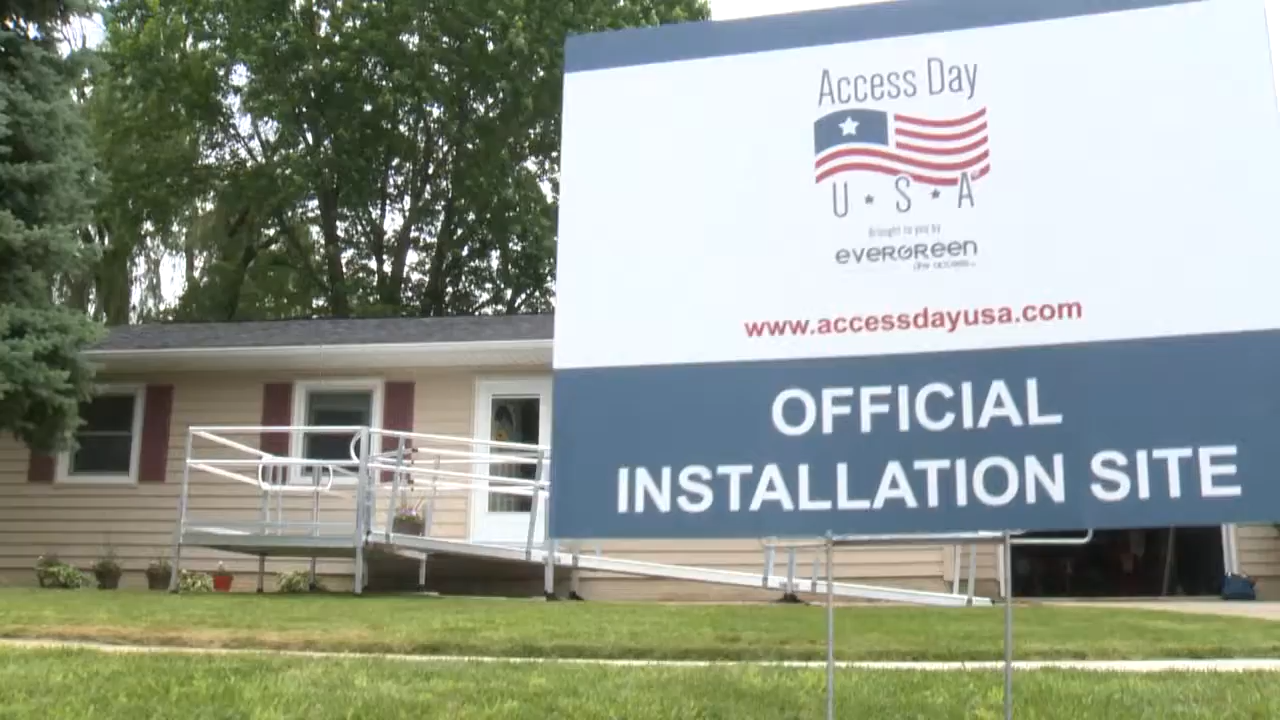 Access Day
U ★ S ★ A
Brought to you by
everGreen
www.accessdayusa.com
OFFICIAL
INSTALLATION SITE